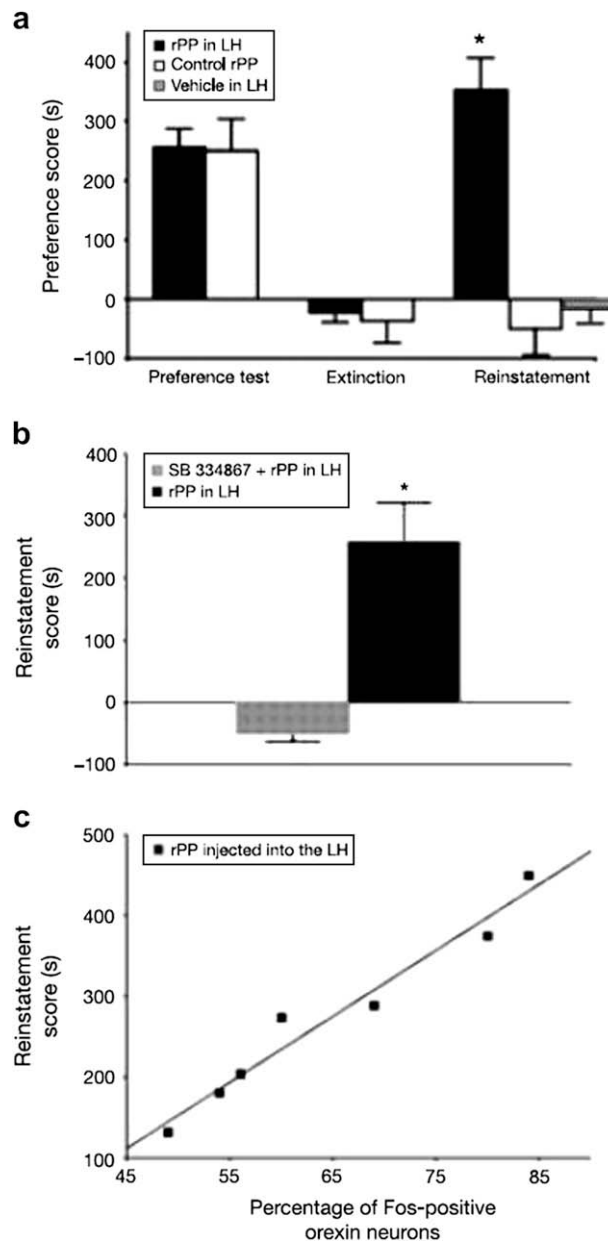 a
rPP in LH
Control rPP
Vehicle in LH
*
Preference score (s)
400
300
200
100
0
−100
Preference test Extinction Reinstatement
b
SB 334867 + rPP in LH
rPP in LH
*
Reinstatement
score (s)
400
300
200
100
0
−100
c
rPP injected into the LH
Reinstatement
score (s)
500
400
300
200
100
45 55 65 75 85
Percentage of Fos-positive
orexin neurons